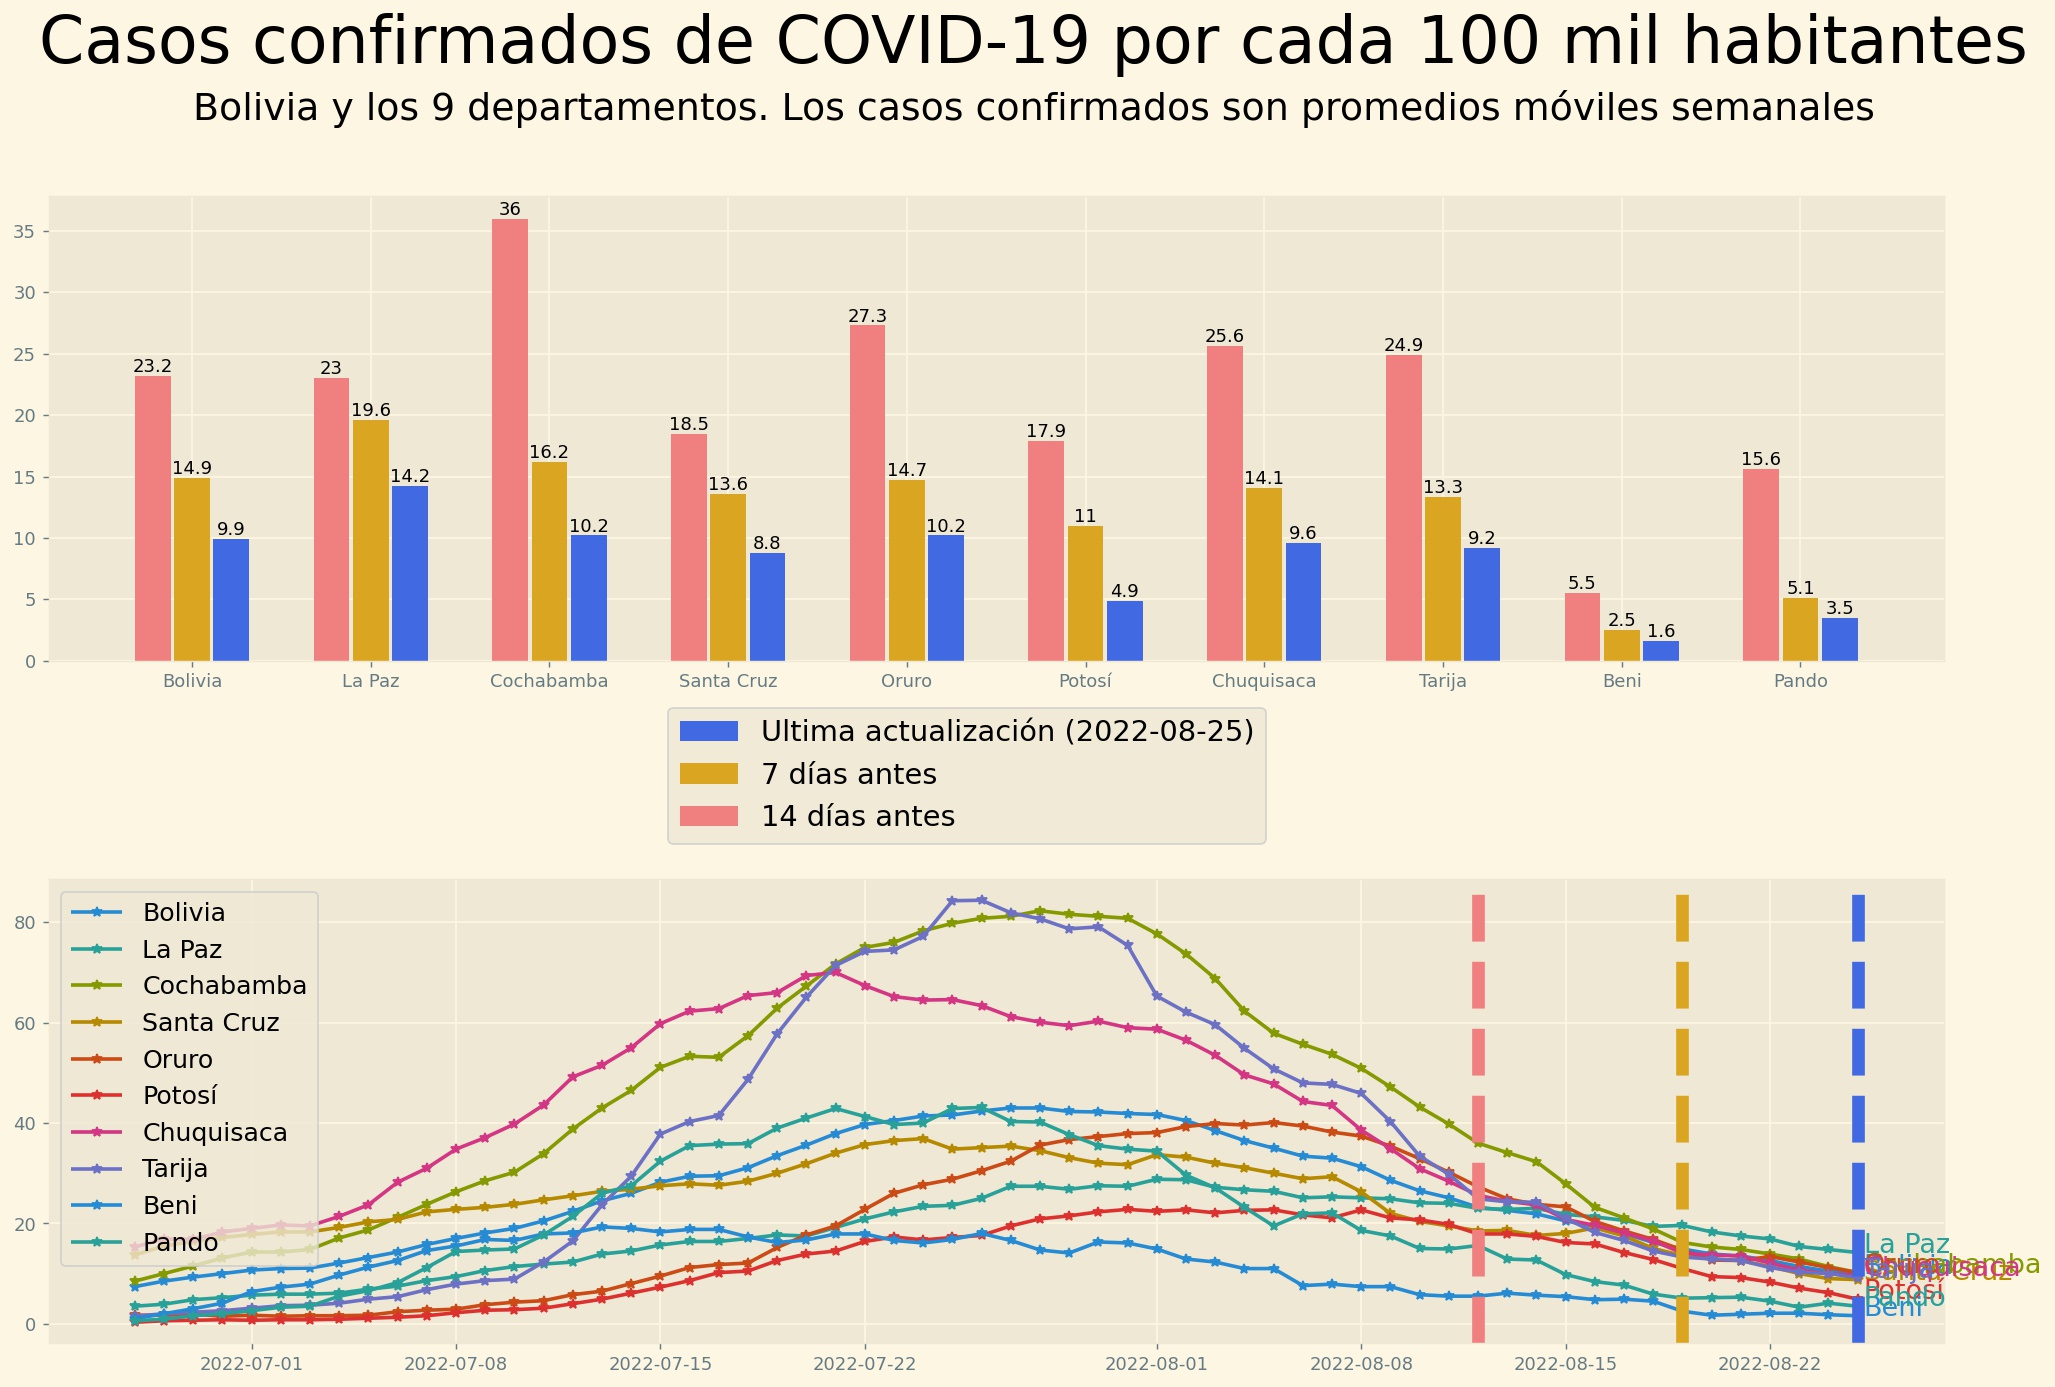 Casos confirmados de COVID-19 por cada 100 mil habitantes
Bolivia y los 9 departamentos. Los casos confirmados son promedios móviles semanales
35
30
25
20
15
10
5
0
23.2
14.9
9.9
23
19.6
14.2
36
16.2
10.2
18.5
13.6
8.8
27.3
14.7
10.2
17.9
11
4.9
25.6
14.1
9.6
24.9
13.3
9.2
5.5
2.5
1.6
15.6
5.1
3.5
Bolivia
La Paz
Cochabamba
Santa Cruz
Oruro
Potosí
Chuquisaca
Tarija
Beni
Pando
Ultima actualización (2022-08-25)
7 días antes
14 días antes
80
60
40
20
0
Bolivia
La Paz
Cochabamba
Santa Cruz
Oruro
Potosí
Chuquisaca
Tarija
Beni
Pando
La Paz
Cochabamba
Chuquisaca
Santa Cruz
Potosí
Pando
Beni
2022-07-01
2022-07-08
2022-07-15
2022-07-22
2022-08-01
2022-08-08
2022-08-15
2022-08-22